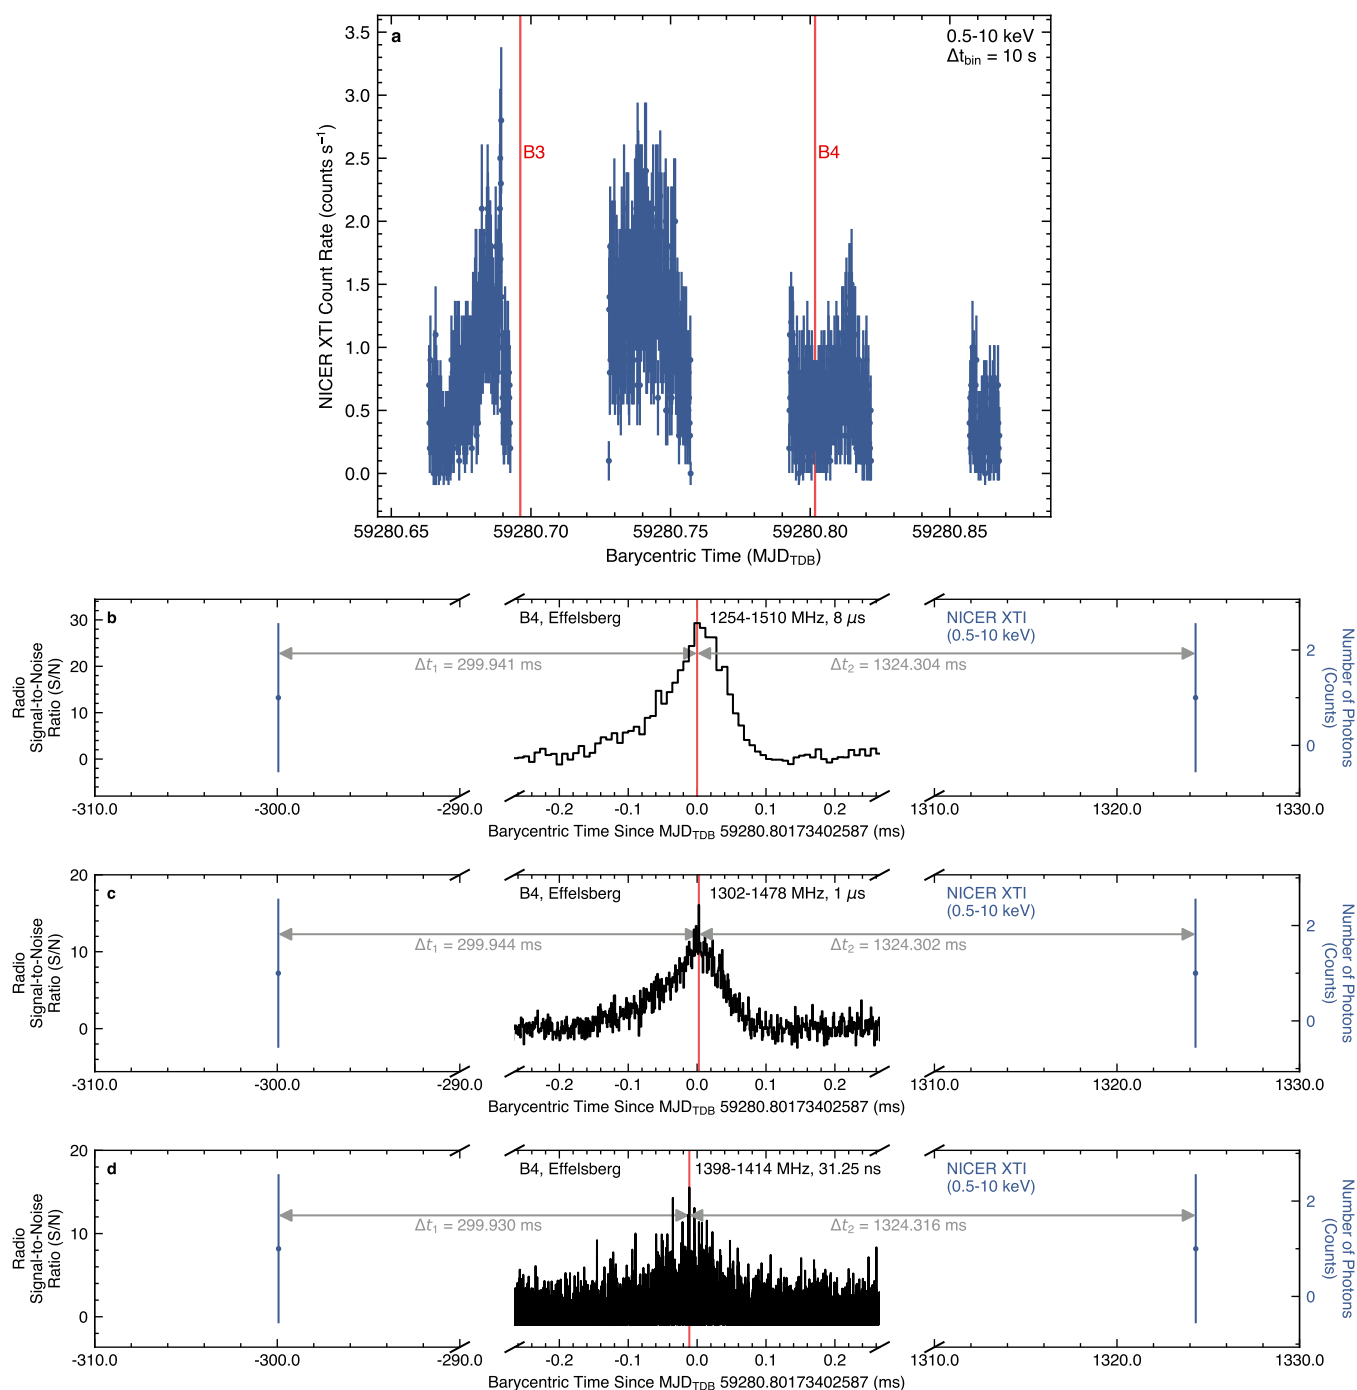 a
0.5-10 keV
Δt_bin = 10 s
B3
B4
NICER XTI Count Rate (counts s⁻¹)
3.5
3.0
2.5
2.0
1.5
1.0
0.5
0.0
59280.65 59280.70 59280.75 59280.80 59280.85
Barycentric Time (MJD_TDB)
b
B4, Effelsberg
1254-1510 MHz, 8 μs
NICER XTI
(0.5-10 keV)
Δt₁ = 299.941 ms
Δt₂ = 1324.304 ms
Radio
Signal-to-Noise
Ratio (S/N)
30
20
10
0
2
0
Number of Photons
(Counts)
-310.0 -300.0 -290.0 -0.2 -0.1 0.0 0.1 0.2 1310.0 1320.0 1330.0
Barycentric Time Since MJD_TDB 59280.80173402587 (ms)
c
B4, Effelsberg
1302-1478 MHz, 1 μs
NICER XTI
(0.5-10 keV)
Δt₁ = 299.944 ms
Δt₂ = 1324.302 ms
Radio
Signal-to-Noise
Ratio (S/N)
20
10
0
2
0
Number of Photons
(Counts)
-310.0 -300.0 -290.0 -0.2 -0.1 0.0 0.1 0.2 1310.0 1320.0 1330.0
Barycentric Time Since MJD_TDB 59280.80173402587 (ms)
d
B4, Effelsberg
1398-1414 MHz, 31.25 ns
NICER XTI
(0.5-10 keV)
Δt₁ = 299.930 ms
Δt₂ = 1324.316 ms
Radio
Signal-to-Noise
Ratio (S/N)
20
10
0
2
0
Number of Photons
(Counts)
-310.0 -300.0 -290.0 -0.2 -0.1 0.0 0.1 0.2 1310.0 1320.0 1330.0
Barycentric Time Since MJD_TDB 59280.80173402587 (ms)